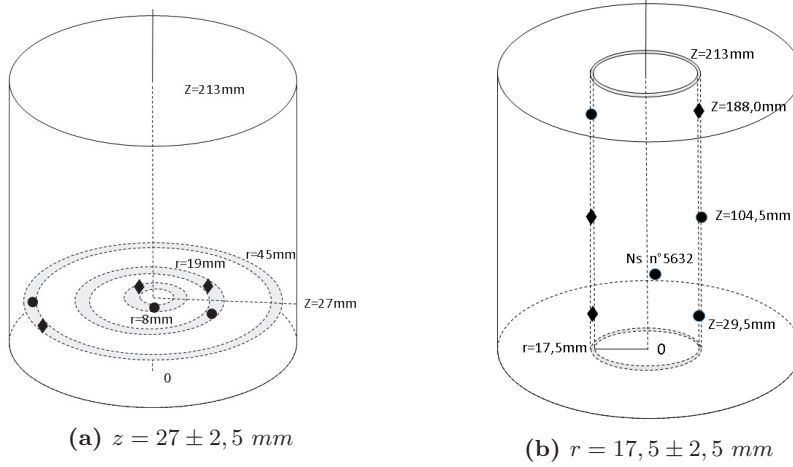 Z=213mm
r=45mm
r=19mm
Z=27mm
r=8mm
0
(a) z = 27 ± 2, 5 mm
Z=213mm
Z=188,0mm
Z=104,5mm
Ns n°5632
Z=29,5mm
r=17,5mm
0
(b) r = 17, 5 ± 2, 5 mm